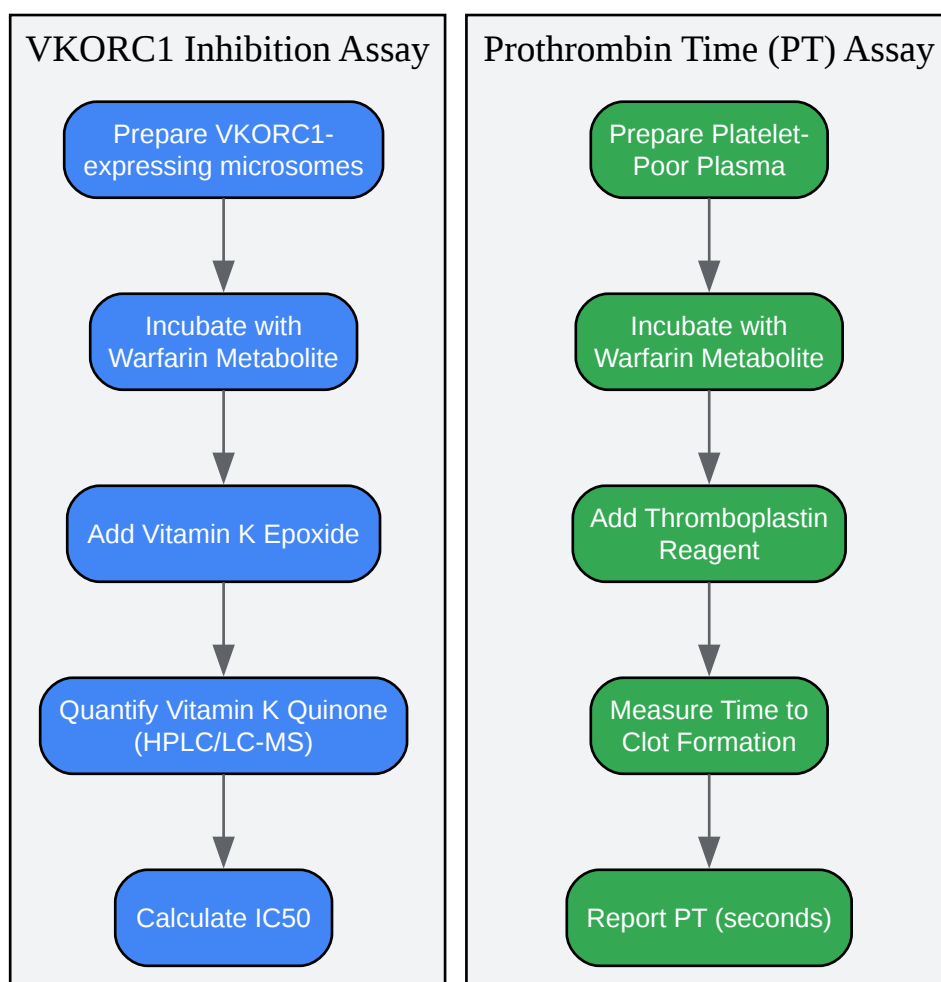 VKORC1 Inhibition Assay
Prepare VKORC1-
expressing microsomes
Incubate with
Warfarin Metabolite
Add Vitamin K Epoxide
Quantify Vitamin K Quinone
(HPLC/LC-MS)
Calculate IC50
Prothrombin Time (PT) Assay
Prepare Platelet-
Poor Plasma
Incubate with
Warfarin Metabolite
Add Thromboplastin
Reagent
Measure Time to
Clot Formation
Report PT (seconds)